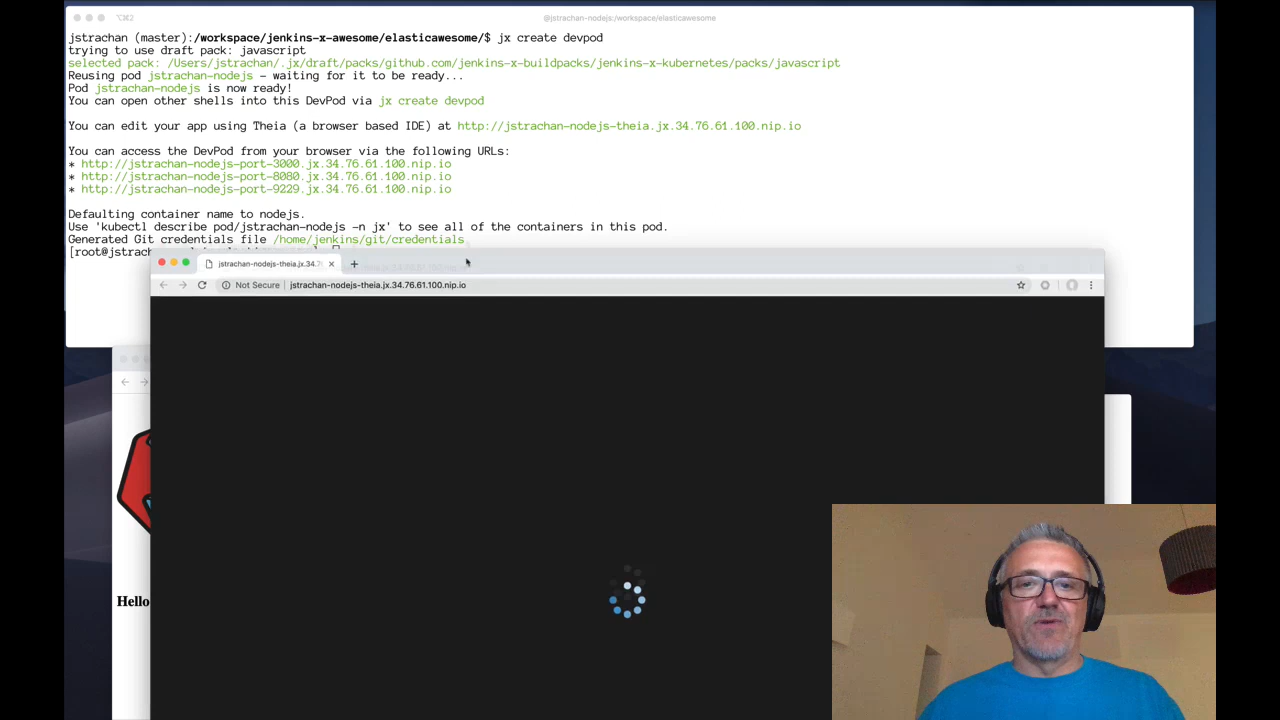 ⌥⌘2
@jstrachan-nodejs:/workspace/elasticawesome
jstrachan (master):/workspace/jenkins-x-awesome/elasticawesome/$ jx create devpod
trying to use draft pack: javascript
selected pack: /Users/jstrachan/.jx/draft/packs/github.com/jenkins-x-buildpacks/jenkins-x-kubernetes/packs/javascript
Reusing pod jstrachan-nodejs - waiting for it to be ready...
Pod jstrachan-nodejs is now ready!
You can open other shells into this DevPod via jx create devpod
You can edit your app using Theia (a browser based IDE) at http://jstrachan-nodejs-theia.jx.34.76.61.100.nip.io
You can access the DevPod from your browser via the following URLs:
* http://jstrachan-nodejs-port-3000.jx.34.76.61.100.nip.io
* http://jstrachan-nodejs-port-8080.jx.34.76.61.100.nip.io
* http://jstrachan-nodejs-port-9229.jx.34.76.61.100.nip.io
Defaulting container name to nodejs.
Use 'kubectl describe pod/jstrachan-nodejs -n jx' to see all of the containers in this pod.
Generated Git credentials file /home/jenkins/git/credentials
[root@jstrach
jstrachan-nodejs-theia.jx.34.7
Not Secure | jstrachan-nodejs-theia.jx.34.76.61.100.nip.io
Hello